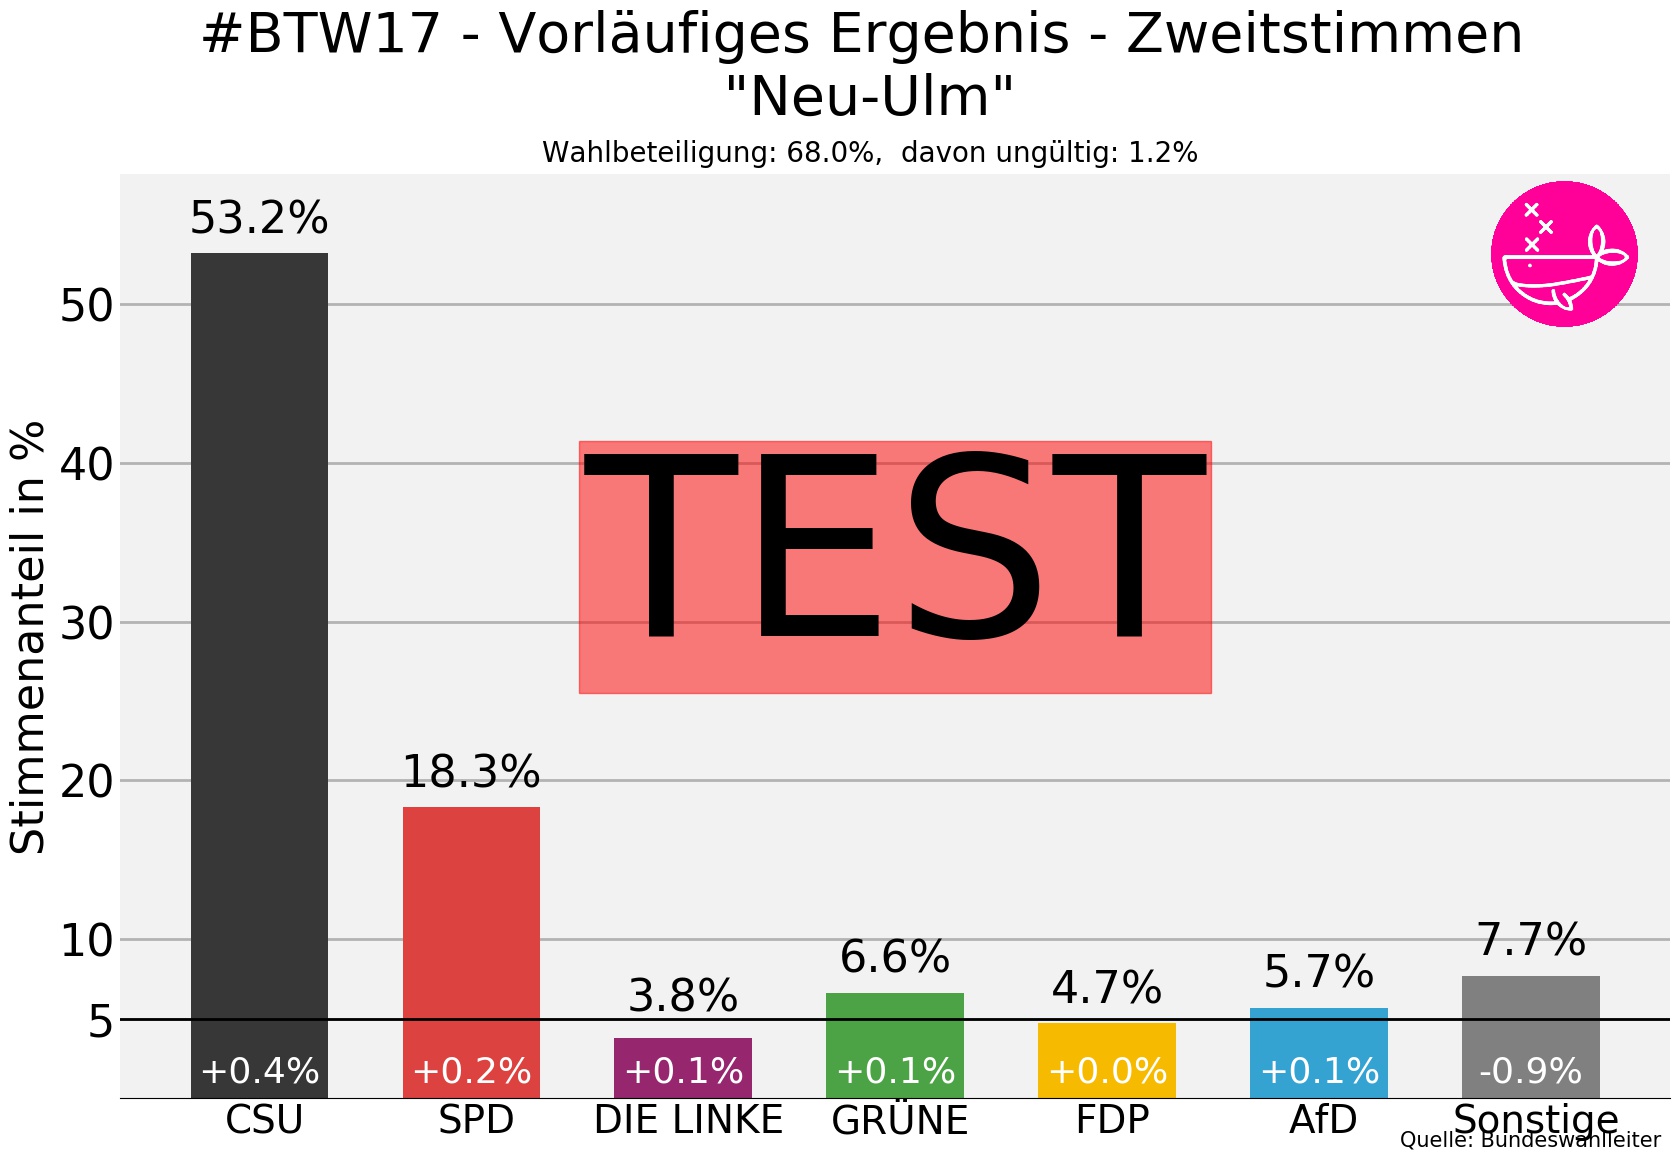 #BTW17 - Vorläufiges Ergebnis - Zweitstimmen
"Neu-Ulm"
Wahlbeteiligung: 68.0%,  davon ungültig: 1.2%
Stimmenanteil in %
50
40
30
20
10
5
TEST
53.2%
18.3%
3.8%
6.6%
4.7%
5.7%
7.7%
+0.4%
+0.2%
+0.1%
+0.1%
+0.0%
+0.1%
-0.9%
CSU
SPD
DIE LINKE
GRÜNE
FDP
AfD
Sonstige
Quelle: Bundeswahlleiter